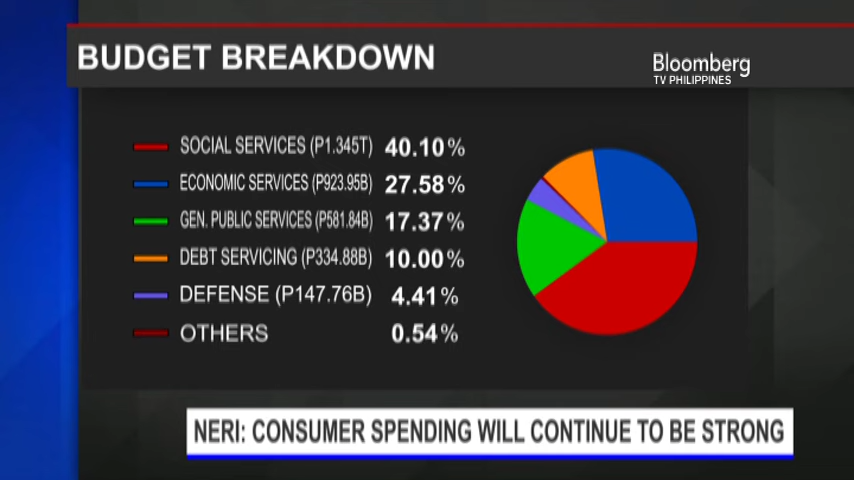 BUDGET BREAKDOWN
Bloomberg
TV PHILIPPINES
SOCIAL SERVICES (P1.345T) 40.10%
ECONOMIC SERVICES (P923.95B) 27.58%
GEN. PUBLIC SERVICES (P581.84B) 17.37%
DEBT SERVICING (P334.88B) 10.00%
DEFENSE (P147.76B) 4.41%
OTHERS 0.54%
NERI: CONSUMER SPENDING WILL CONTINUE TO BE STRONG